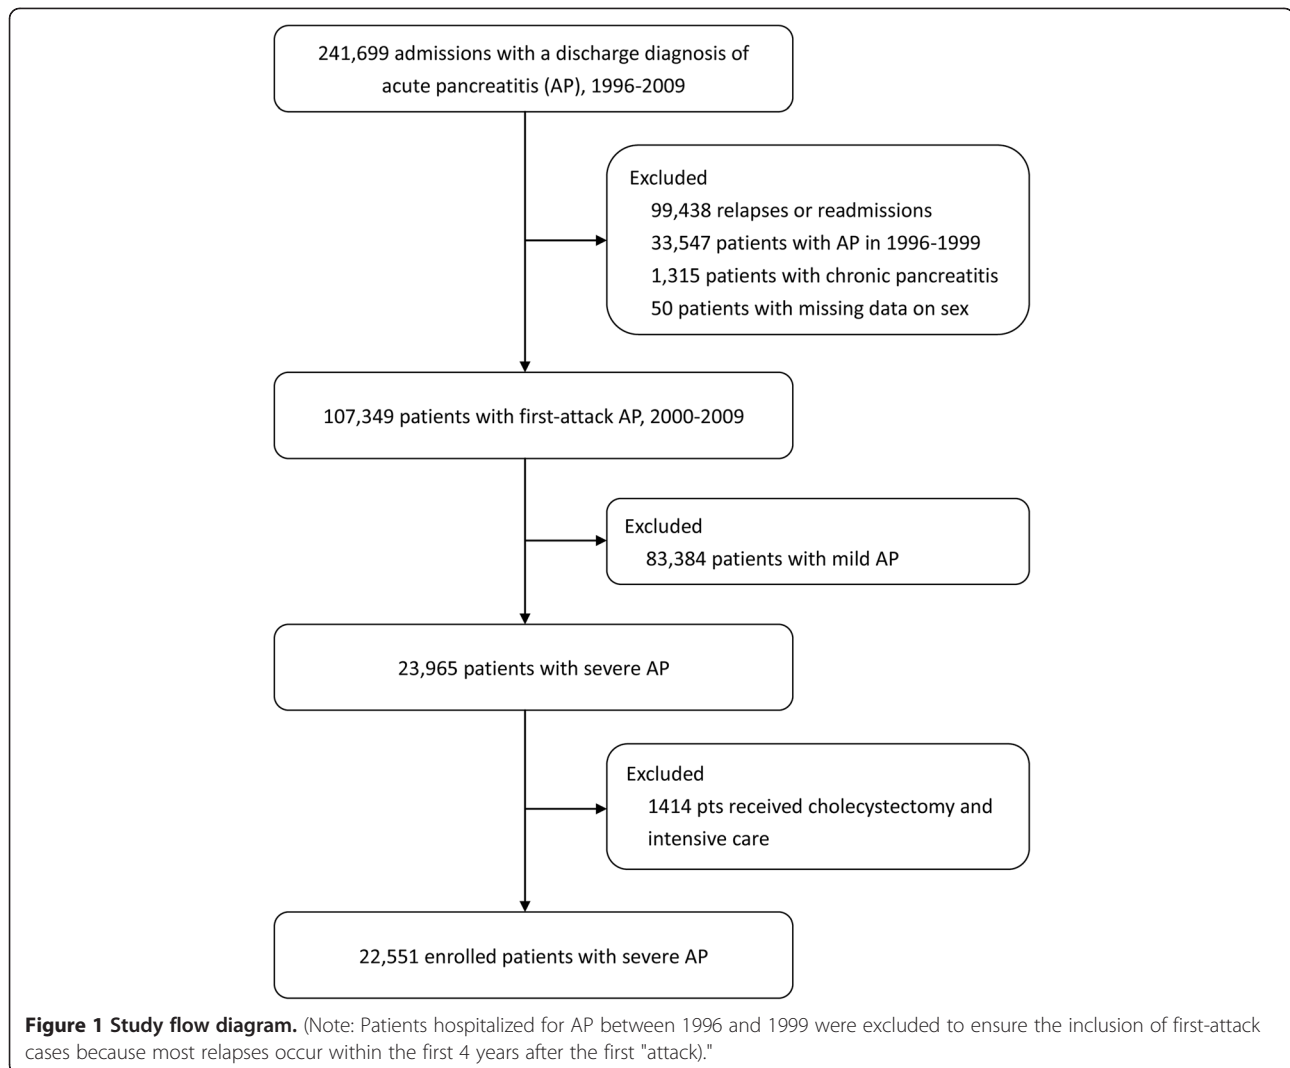 241,699 admissions with a discharge diagnosis of
acute pancreatitis (AP), 1996-2009
Excluded
99,438 relapses or readmissions
33,547 patients with AP in 1996-1999
1,315 patients with chronic pancreatitis
50 patients with missing data on sex
107,349 patients with first-attack AP, 2000-2009
Excluded
83,384 patients with mild AP
23,965 patients with severe AP
Excluded
1414 pts received cholecystectomy and
intensive care
22,551 enrolled patients with severe AP
Figure 1 Study flow diagram. (Note: Patients hospitalized for AP between 1996 and 1999 were excluded to ensure the inclusion of first-attack
cases because most relapses occur within the first 4 years after the first "attack)."